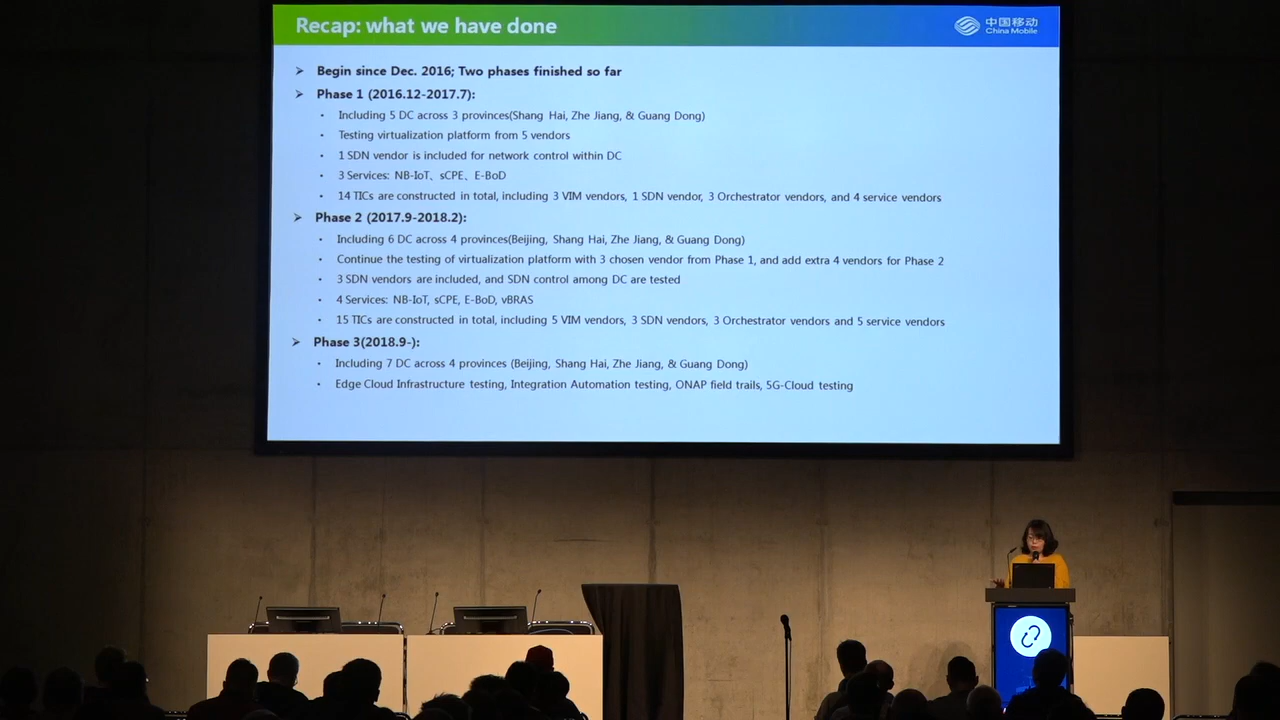 Recap: what we have done
中国移动
China Mobile
Begin since Dec. 2016; Two phases finished so far
Phase 1 (2016.12-2017.7):
Including 5 DC across 3 provinces(Shang Hai, Zhe Jiang, & Guang Dong)
Testing virtualization platform from 5 vendors
1 SDN vendor is included for network control within DC
3 Services: NB-IoT、sCPE、E-BoD
14 TICs are constructed in total, including 3 VIM vendors, 1 SDN vendor, 3 Orchestrator vendors, and 4 service vendors
Phase 2 (2017.9-2018.2):
Including 6 DC across 4 provinces(Beijing, Shang Hai, Zhe Jiang, & Guang Dong)
Continue the testing of virtualization platform with 3 chosen vendor from Phase 1, and add extra 4 vendors for Phase 2
3 SDN vendors are included, and SDN control among DC are tested
4 Services: NB-IoT, sCPE, E-BoD, vBRAS
15 TICs are constructed in total, including 5 VIM vendors, 3 SDN vendors, 3 Orchestrator vendors and 5 service vendors
Phase 3(2018.9-):
Including 7 DC across 4 provinces (Beijing, Shang Hai, Zhe Jiang, & Guang Dong)
Edge Cloud Infrastructure testing, Integration Automation testing, ONAP field trails, 5G-Cloud testing